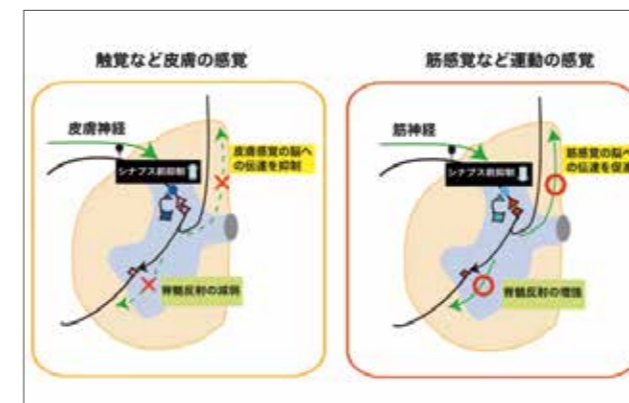 触覚など皮膚の感覚
皮膚神経
シナプス前抑制
皮膚感覚の脳へ
の伝達を抑制
脊髄反射の減弱
筋感覚など運動の感覚
筋神経
シナプス前抑制
筋感覚の脳へ
の伝達を促進
脊髄反射の増強